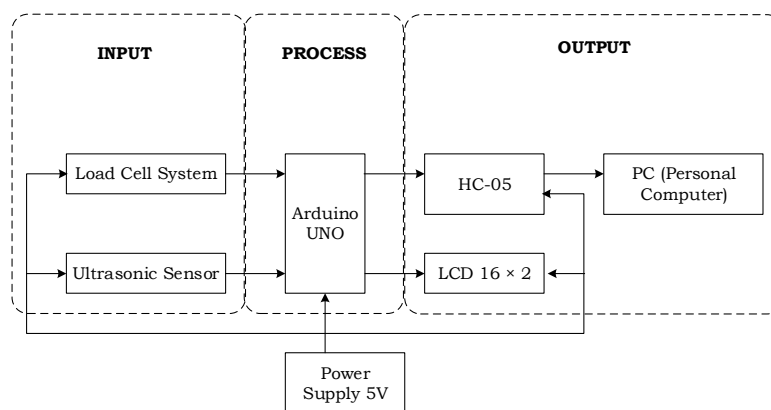 INPUT
PROCESS
OUTPUT
Load Cell System
Ultrasonic Sensor
Arduino
UNO
HC-05
LCD 16 × 2
PC (Personal
Computer)
Power
Supply 5V